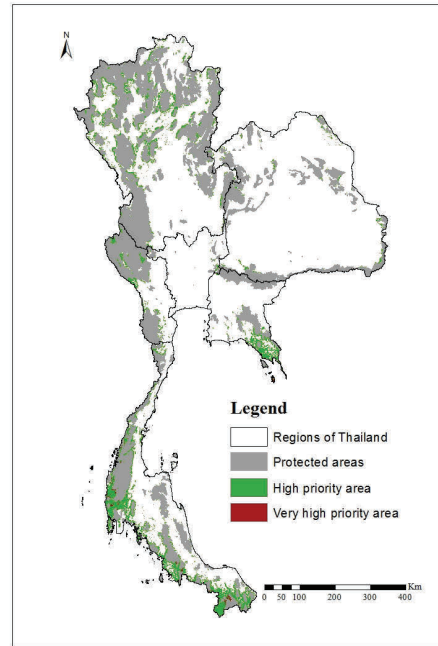 N
Legend
Regions of Thailand
Protected areas
High priority area
Very high priority area
Km
0 50 100 200 300 400